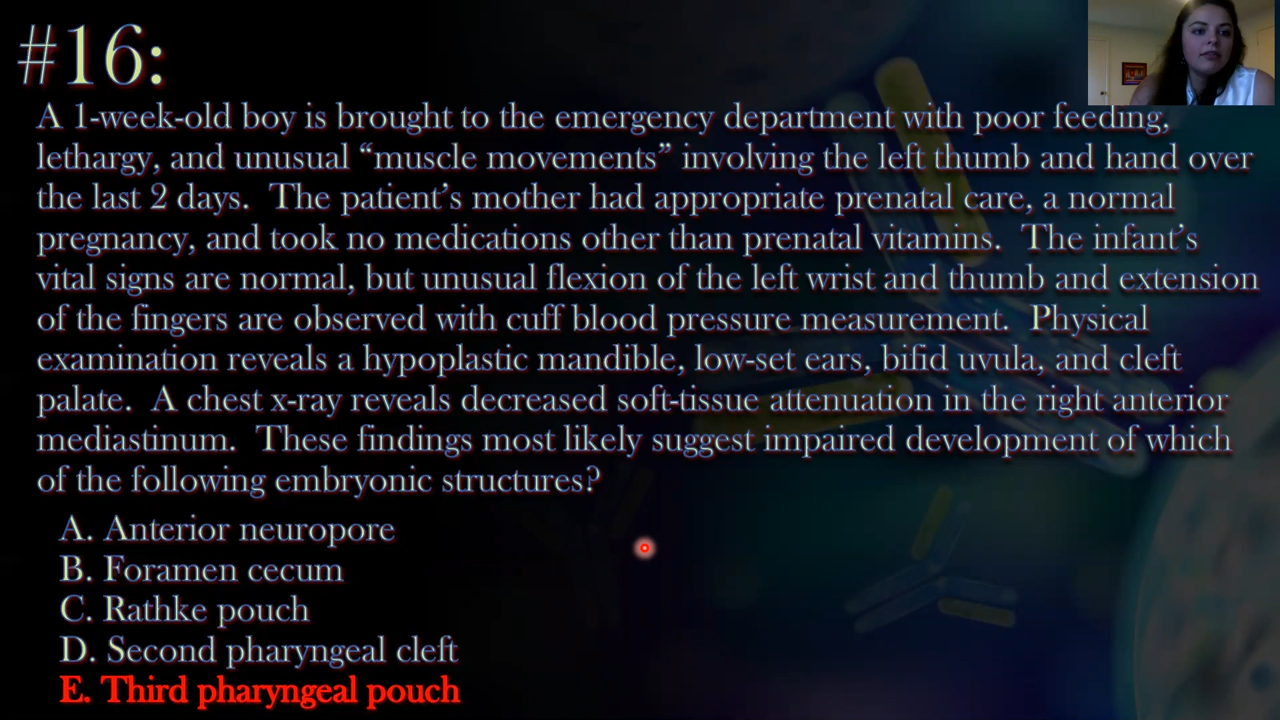 #16:
A 1-week-old boy is brought to the emergency department with poor feeding,
lethargy, and unusual “muscle movements” involving the left thumb and hand over
the last 2 days.  The patient’s mother had appropriate prenatal care, a normal
pregnancy, and took no medications other than prenatal vitamins.  The infant’s
vital signs are normal, but unusual flexion of the left wrist and thumb and extension
of the fingers are observed with cuff blood pressure measurement.  Physical
examination reveals a hypoplastic mandible, low-set ears, bifid uvula, and cleft
palate.  A chest x-ray reveals decreased soft-tissue attenuation in the right anterior
mediastinum.  These findings most likely suggest impaired development of which
of the following embryonic structures?
A. Anterior neuropore
B. Foramen cecum
C. Rathke pouch
D. Second pharyngeal cleft
E. Third pharyngeal pouch